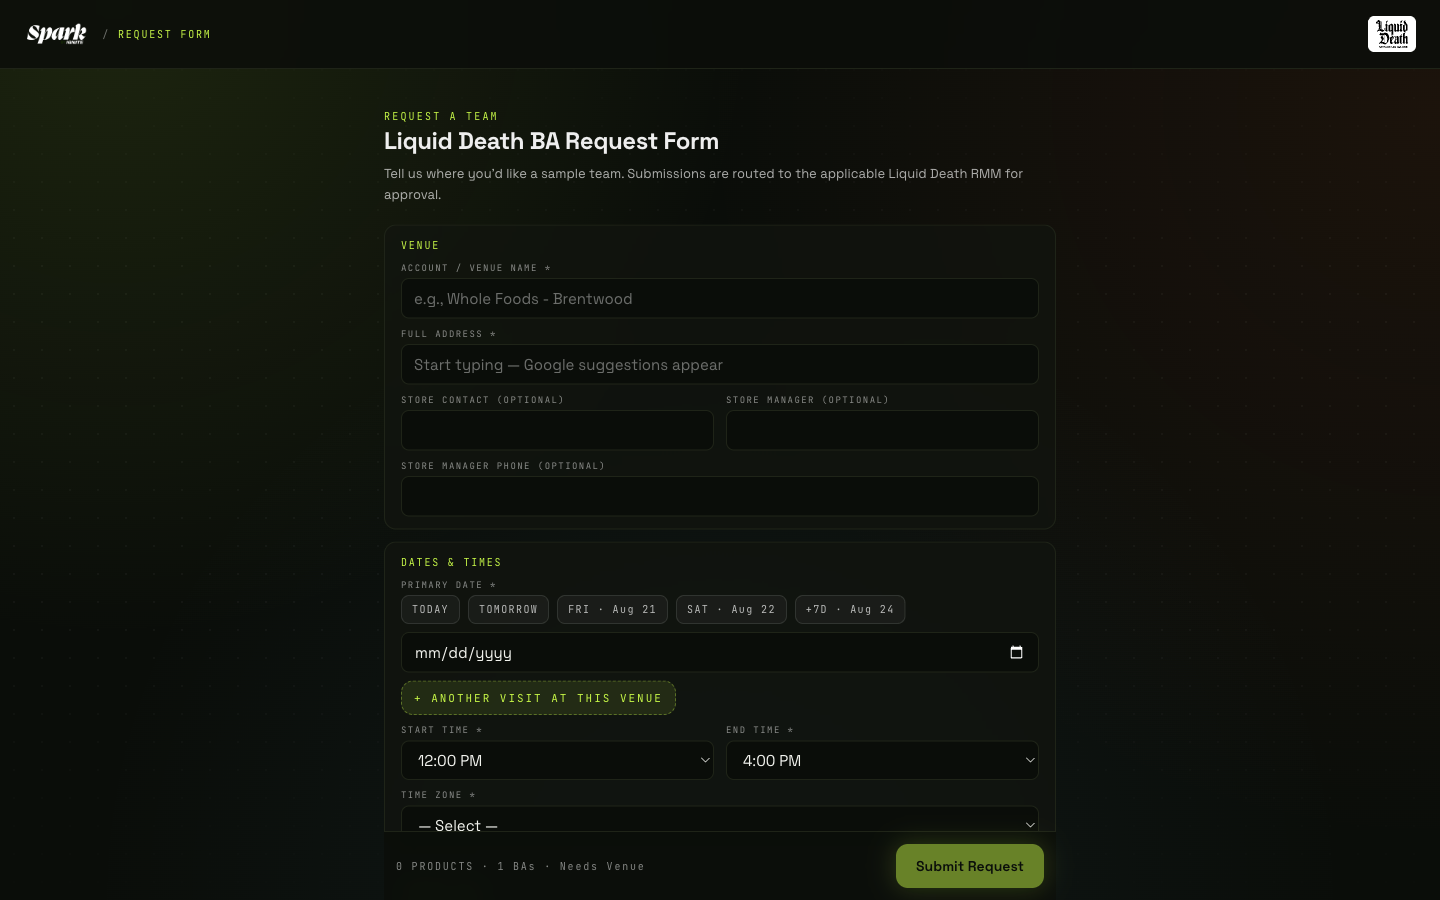 Spark
/ REQUEST FORM
Liquid
Death
REQUEST A TEAM
Liquid Death BA Request Form
Tell us where you'd like a sample team. Submissions are routed to the applicable Liquid Death RMM for
approval.
VENUE
ACCOUNT / VENUE NAME *
e.g., Whole Foods - Brentwood
FULL ADDRESS *
Start typing — Google suggestions appear
STORE CONTACT (OPTIONAL)
STORE MANAGER (OPTIONAL)
STORE MANAGER PHONE (OPTIONAL)
DATES & TIMES
PRIMARY DATE *
TODAY
TOMORROW
FRI · Aug 21
SAT · Aug 22
+7D · Aug 24
mm/dd/yyyy
+ ANOTHER VISIT AT THIS VENUE
START TIME *
END TIME *
12:00 PM
4:00 PM
TIME ZONE *
— Select —
0 PRODUCTS · 1 BAs · Needs Venue
Submit Request